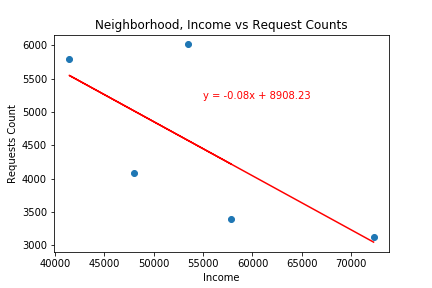 Neighborhood, Income vs Request Counts
6000
5500
5000
4500
4000
3500
3000
Requests Count
y = -0.08x + 8908.23
40000 45000 50000 55000 60000 65000 70000
Income